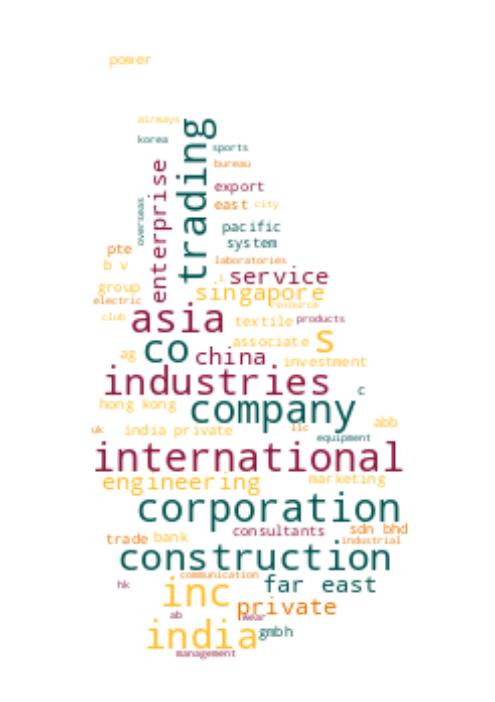 power
airways
korea
trading
sports
bureau
enterprise
export
overseas
east
city
pacific
system
pte
laboratories
b v
l
service
group
singapore
electric
resource
club
asia
textile
products
associate
s
ag
co
china
investment
industries
c
hong kong
company
abb
uk
india private
llc
equipment
international
engineering
marketing
corporation
consultants
sdn bhd
trade
bank
industrial
construction
communication
hk
far east
inc
private
ab
wear
india
gmbh
management